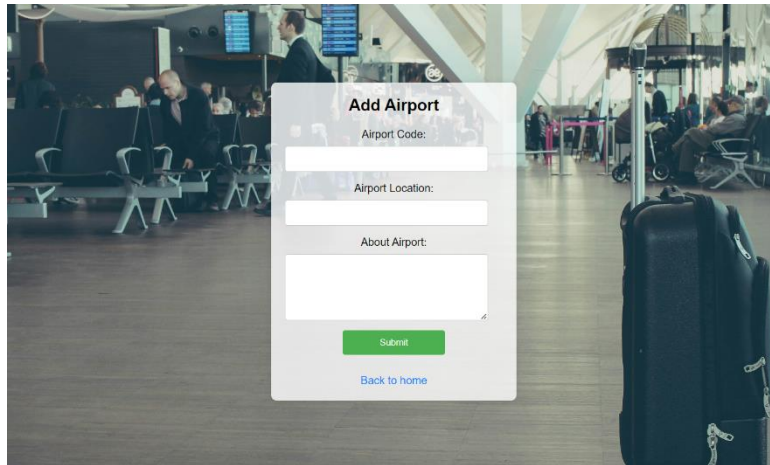 Add Airport
Airport Code:
Airport Location:
About Airport:
Submit
Back to home